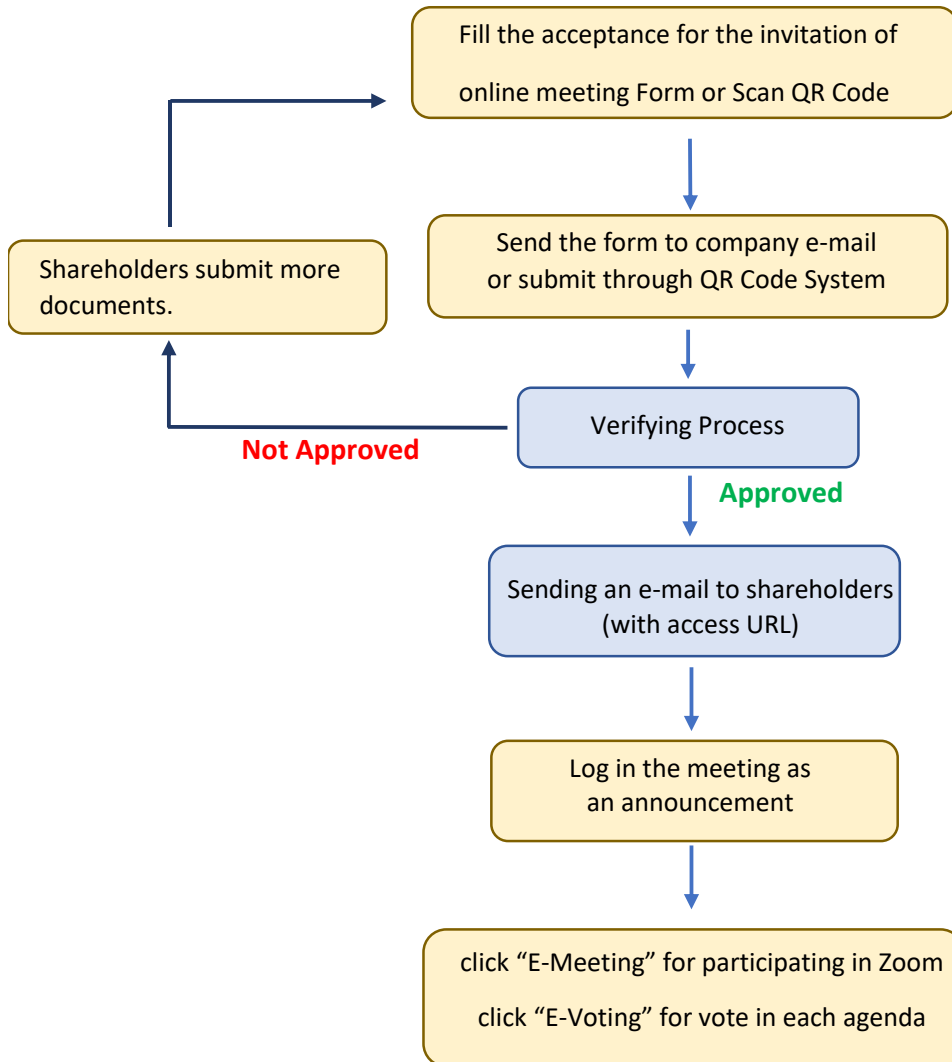 Fill the acceptance for the invitation of
online meeting Form or Scan QR Code
Send the form to company e-mail
or submit through QR Code System
Shareholders submit more
documents.
Verifying Process
Not Approved
Approved
Sending an e-mail to shareholders
(with access URL)
Log in the meeting as
an announcement
click “E-Meeting” for participating in Zoom
click “E-Voting” for vote in each agenda